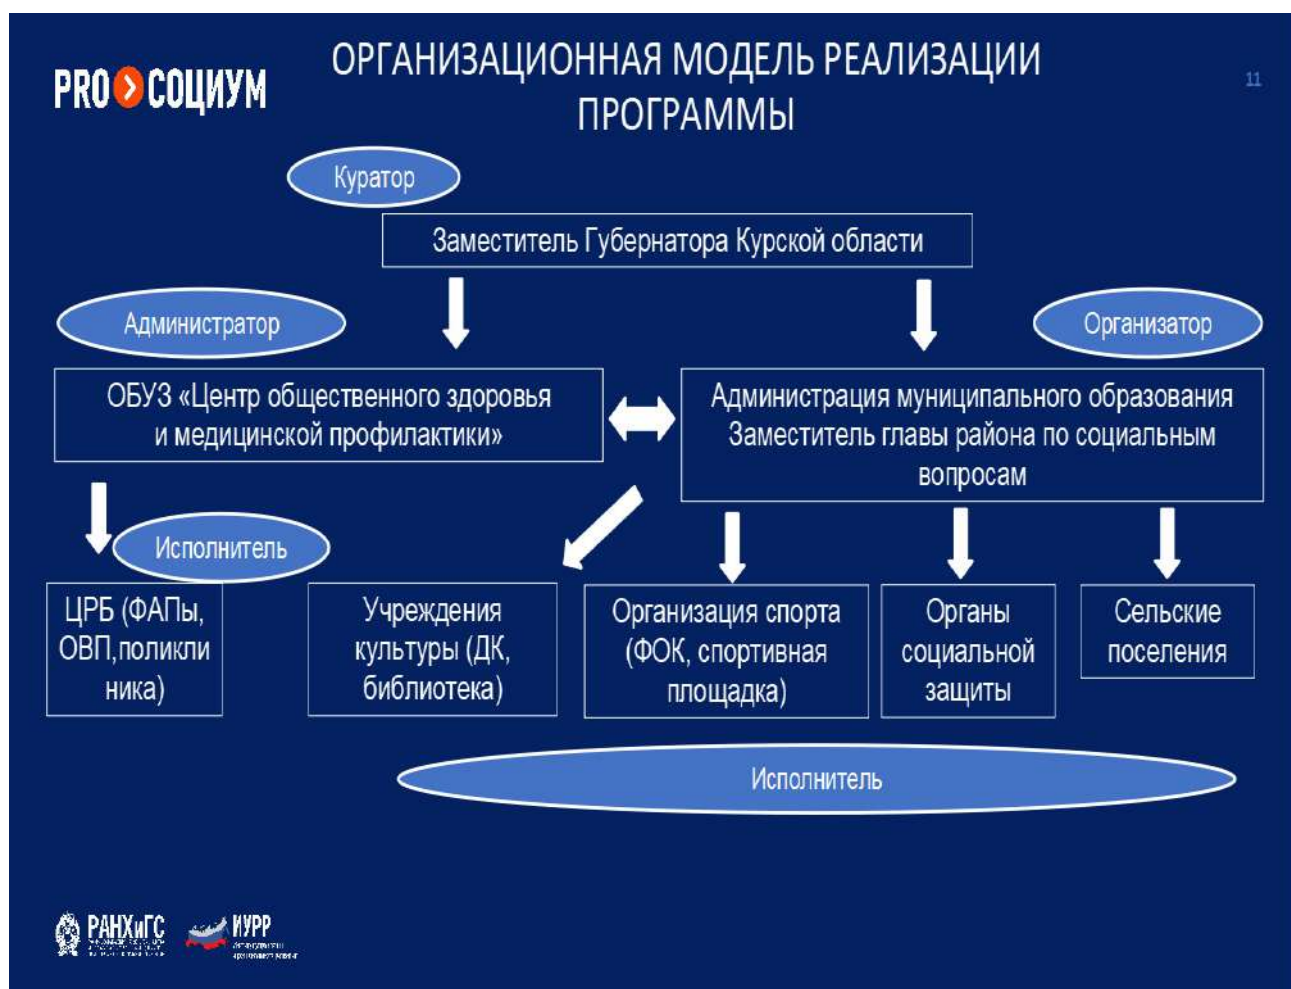 PRO СОЦИУМ
ОРГАНИЗАЦИОННАЯ МОДЕЛЬ РЕАЛИЗАЦИИ
ПРОГРАММЫ
11
Куратор
Заместитель Губернатора Курской области
Администратор
Организатор
ОБУЗ «Центр общественного здоровья
и медицинской профилактики»
Администрация муниципального образования
Заместитель главы района по социальным
вопросам
Исполнитель
ЦРБ (ФАПы,
ОВП,поликли
ника)
Учреждения
культуры (ДК,
библиотека)
Организация спорта
(ФОК, спортивная
площадка)
Органы
социальной
защиты
Сельские
поселения
Исполнитель
РАНХиГС
ИУРР